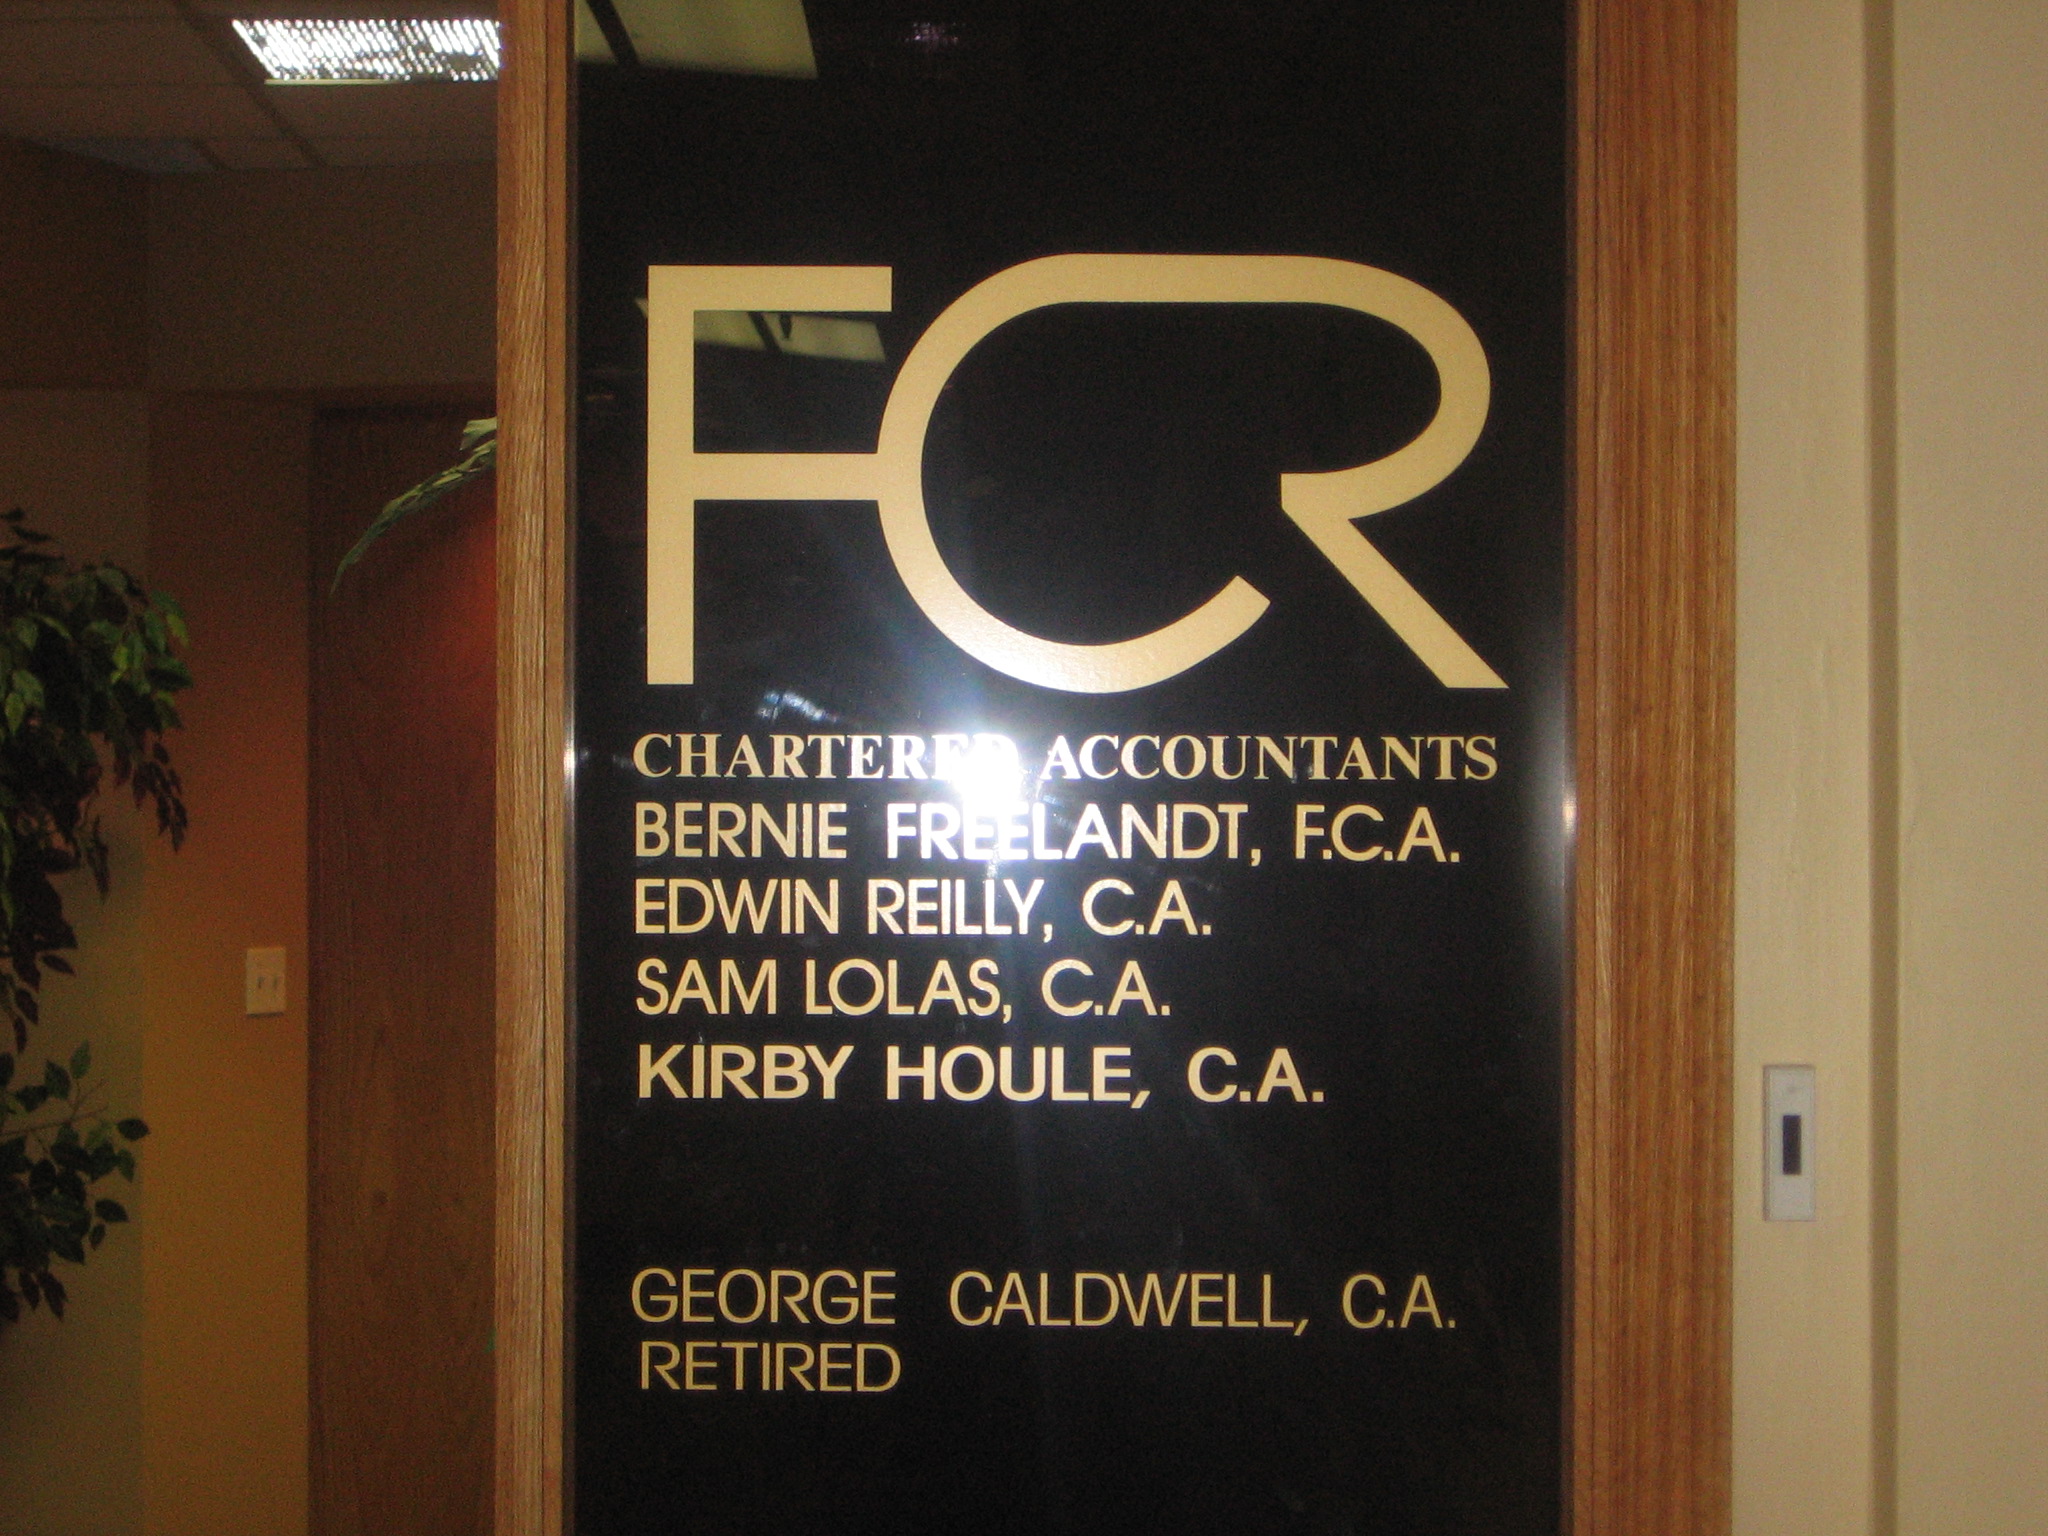 FCR
CHARTERED ACCOUNTANTS
BERNIE FREELANDT, F.C.A.
EDWIN REILLY, C.A.
SAM LOLAS, C.A.
KIRBY HOULE, C.A.
GEORGE CALDWELL, C.A.
RETIRED